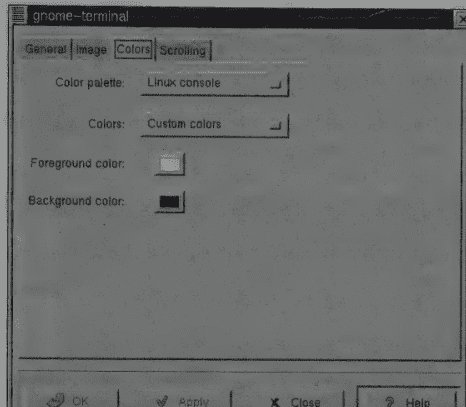 gnome-terminal
General Image Colors Scrolling
Color palette: Linux console
Colors: Custom colors
Foreground color:
Background color:
OK Apply Close Help